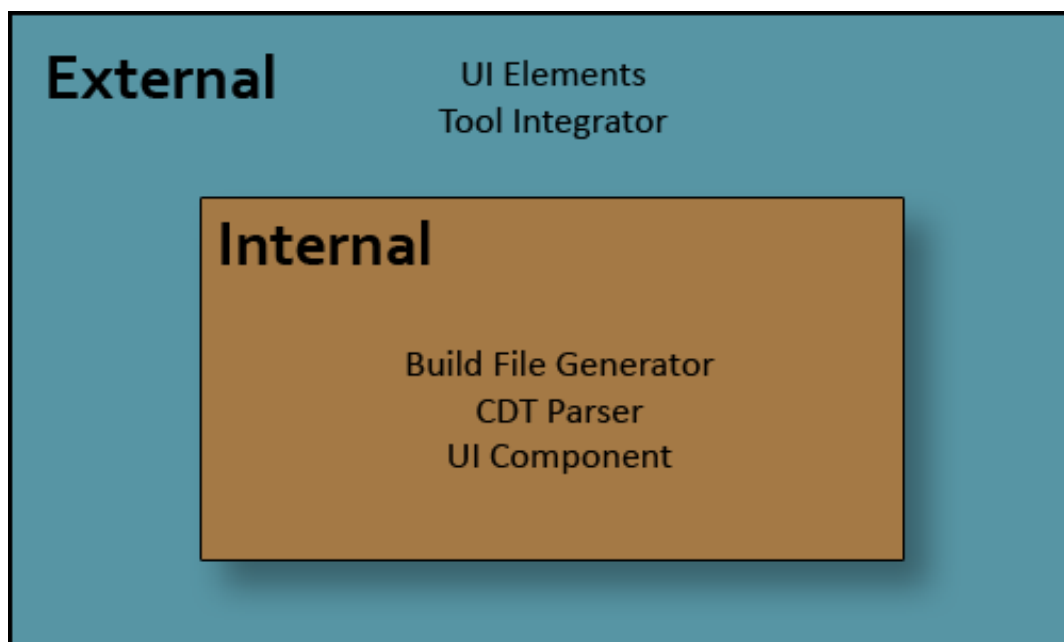 External
UI Elements
Tool Integrator
Internal
Build File Generator
CDT Parser
UI Component